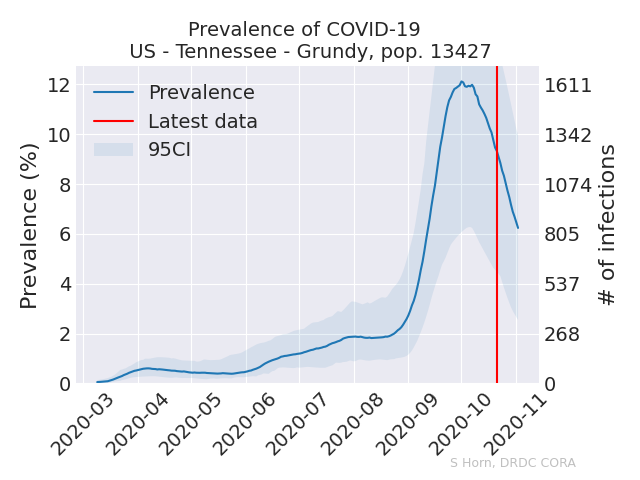 Prevalence of COVID-19
US - Tennessee - Grundy, pop. 13427
Prevalence
Latest data
95CI
Prevalence (%)
12
10
8
6
4
2
0
1611
1342
1074
805
537
268
0
# of infections
2020-03
2020-04
2020-05
2020-06
2020-07
2020-08
2020-09
2020-10
2020-11
S Horn, DRDC CORA